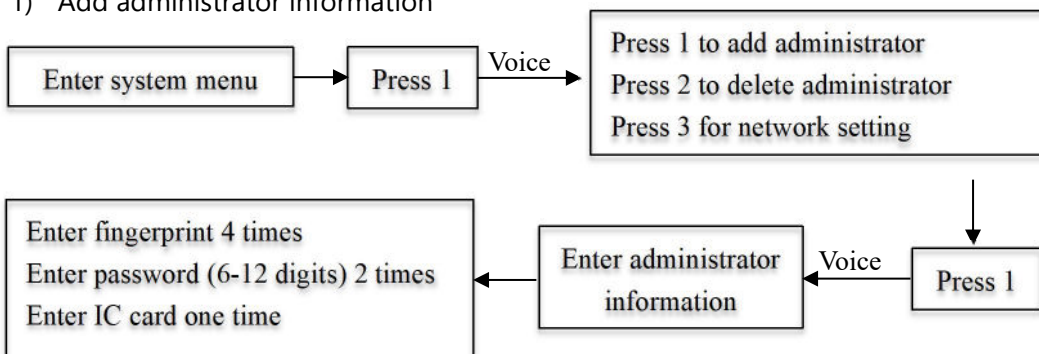 1) Add administrator information
Enter system menu
Press 1
Voice
Press 1 to add administrator
Press 2 to delete administrator
Press 3 for network setting
Press 1
Voice
Enter administrator
information
Enter fingerprint 4 times
Enter password (6-12 digits) 2 times
Enter IC card one time